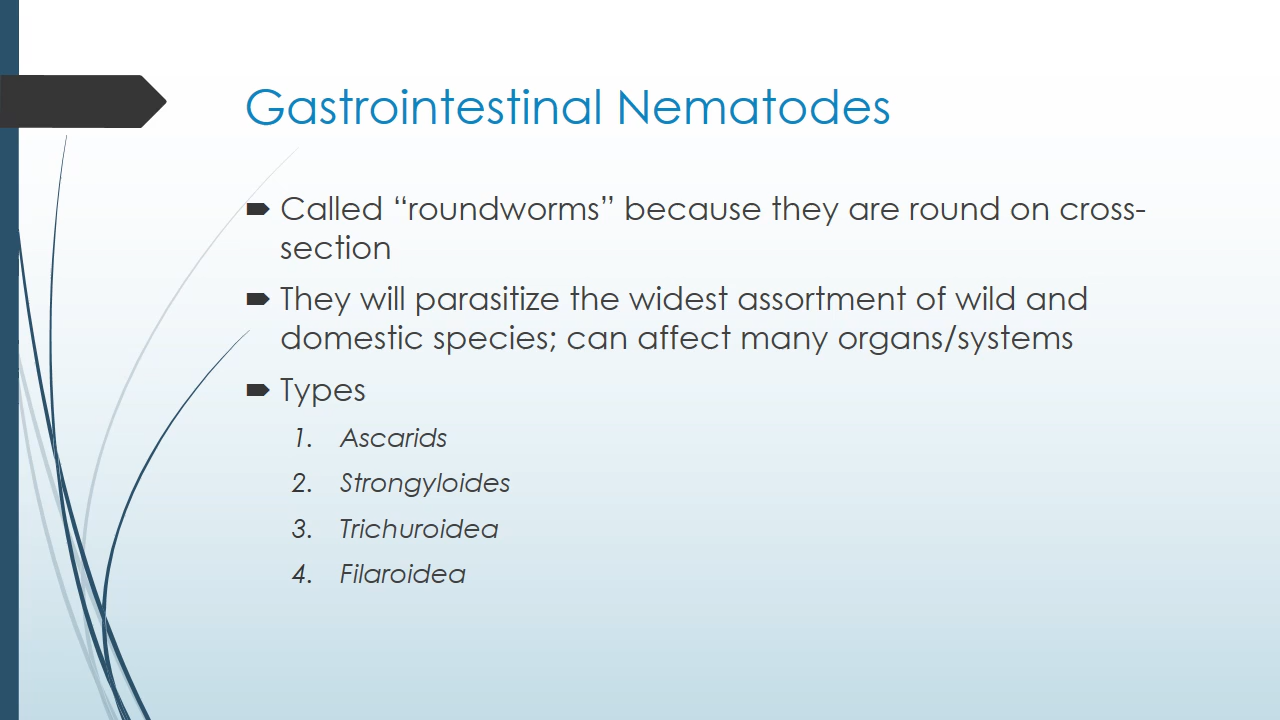 Gastrointestinal Nematodes
Called “roundworms” because they are round on cross-
section
They will parasitize the widest assortment of wild and
domestic species; can affect many organs/systems
Types
1. Ascarids
2. Strongyloides
3. Trichuroidea
4. Filaroidea